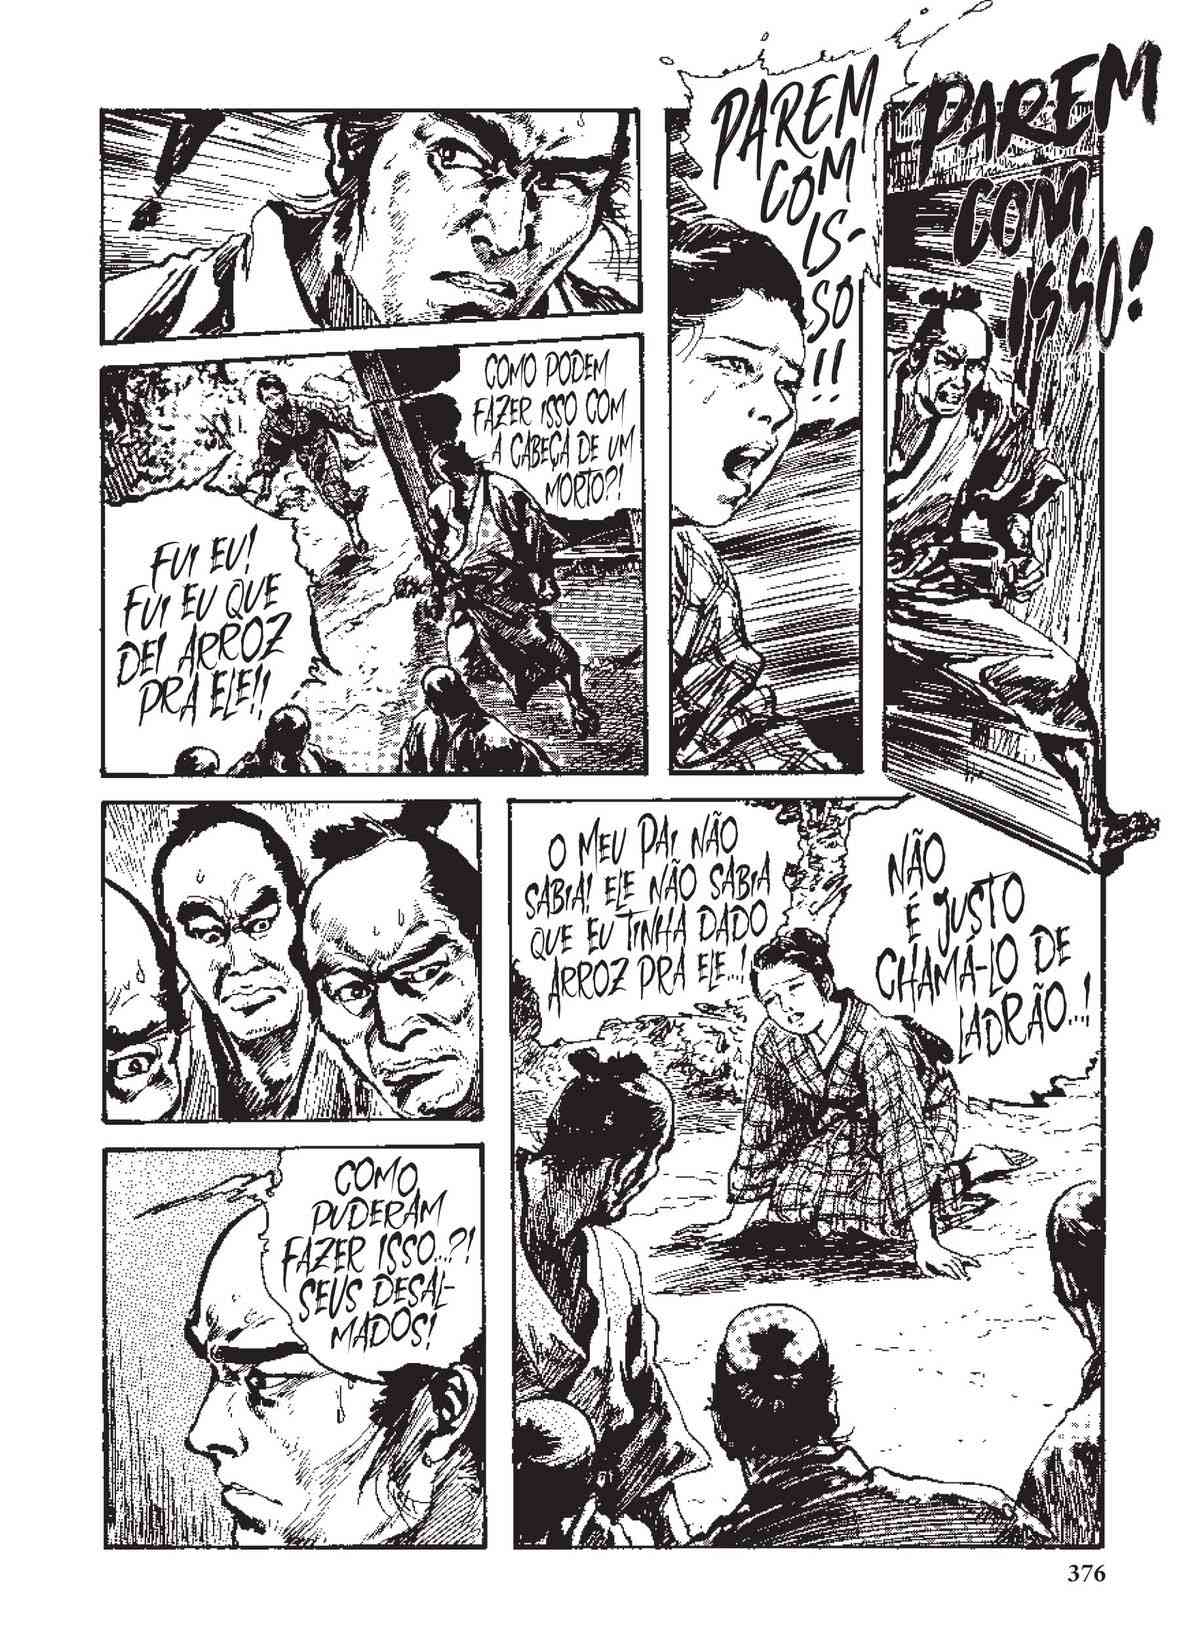 PAREM
COM
ISSO!
PAREM
COM
IS-
SO!!
COMO PODEM
FAZER ISSO COM
A CABEÇA DE UM
MORTO?!
FUI EU!
FUI EU QUE
DEI ARROZ
PRA ELE!!
NÃO
É JUSTO
CHAMÁ-LO DE
LADRÃO...!
O MEU PAI NÃO
SABIA! ELE NÃO SABIA
QUE EU TINHA DADO
ARROZ PRA ELE...!
COMO
PUDERAM
FAZER ISSO...?!
SEUS DESAL-
MADOS!
376